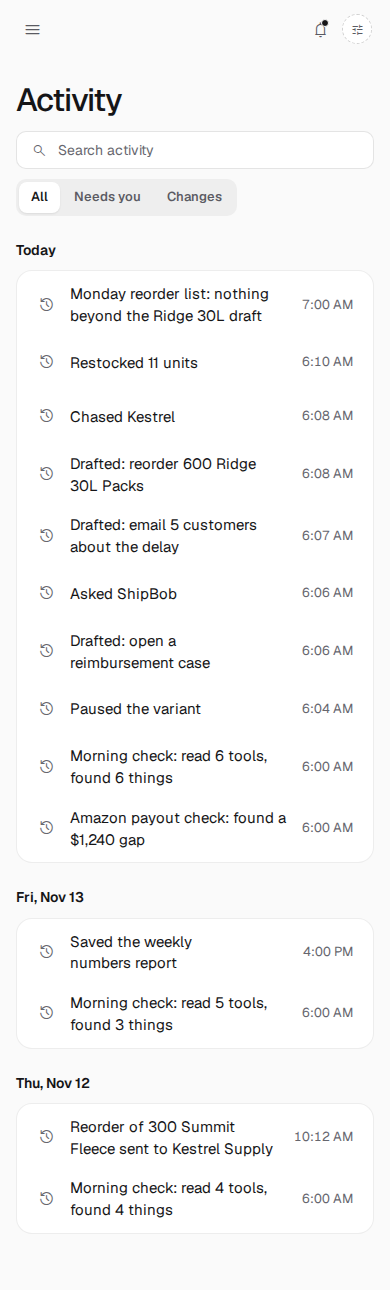 Activity
Search activity
All Needs you Changes
Today
Monday reorder list: nothing
beyond the Ridge 30L draft
7:00 AM
Restocked 11 units
6:10 AM
Chased Kestrel
6:08 AM
Drafted: reorder 600 Ridge
30L Packs
6:08 AM
Drafted: email 5 customers
about the delay
6:07 AM
Asked ShipBob
6:06 AM
Drafted: open a
reimbursement case
6:06 AM
Paused the variant
6:04 AM
Morning check: read 6 tools,
found 6 things
6:00 AM
Amazon payout check: found a
$1,240 gap
6:00 AM
Fri, Nov 13
Saved the weekly
numbers report
4:00 PM
Morning check: read 5 tools,
found 3 things
6:00 AM
Thu, Nov 12
Reorder of 300 Summit
Fleece sent to Kestrel Supply
10:12 AM
Morning check: read 4 tools,
found 4 things
6:00 AM